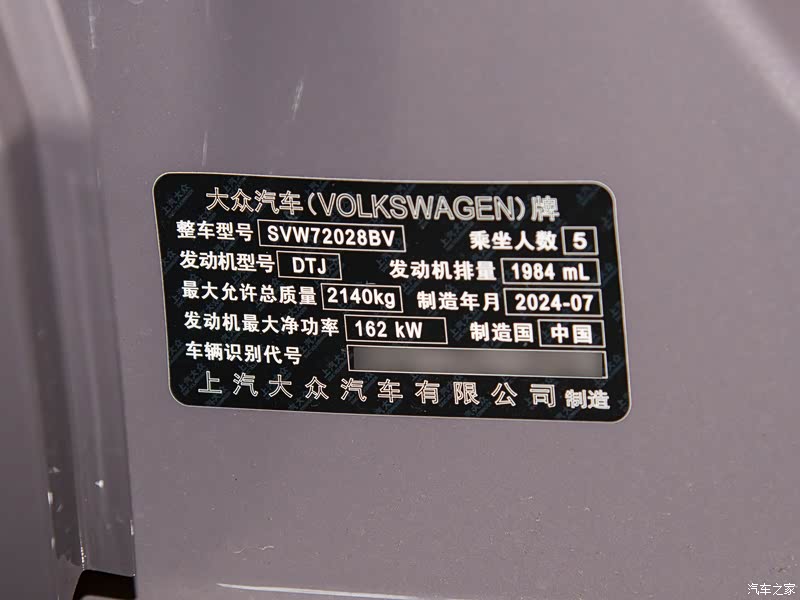 大众汽车(VOLKSWAGEN)牌
整车型号 SVW72028BV 乘坐人数 5
发动机型号 DTJ 发动机排量 1984 mL
最大允许总质量 2140kg 制造年月 2024-07
发动机最大净功率 162 kW 制造国 中国
车辆识别代号
上汽大众汽车有限公司 制造
汽车之家